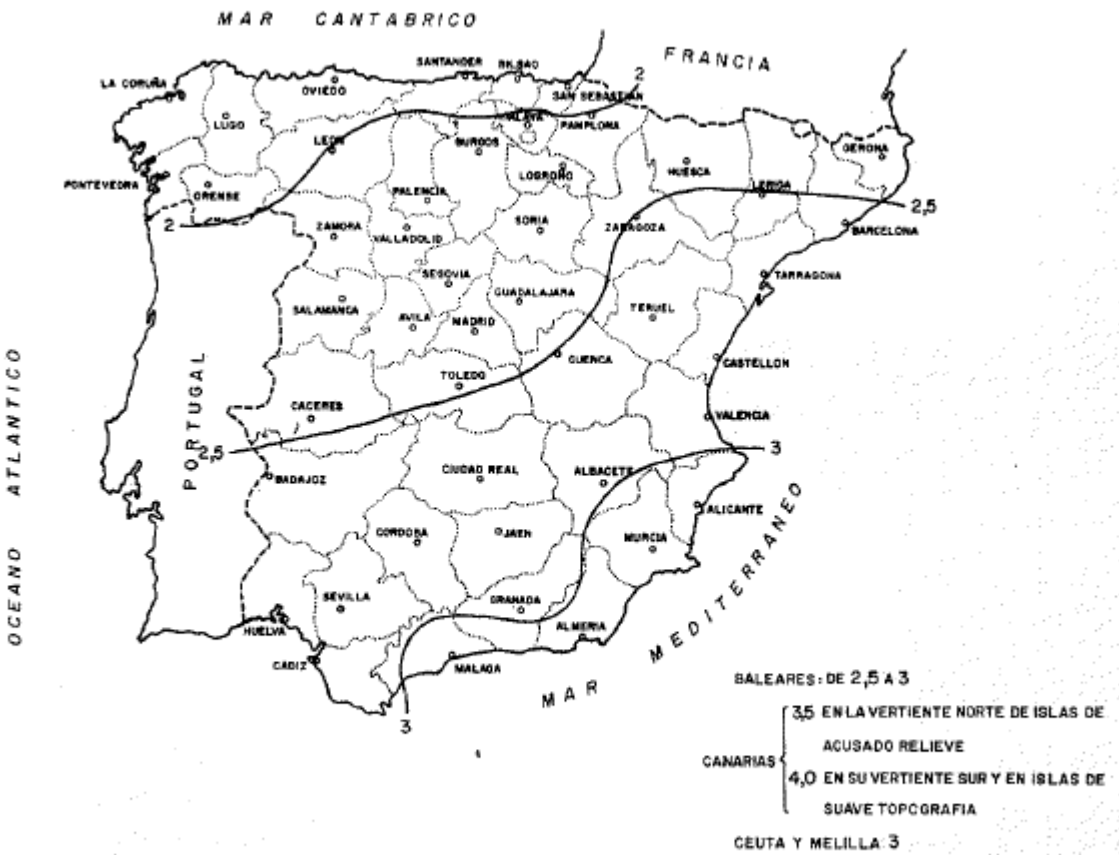 MAR CANTABRICO
FRANCIA
SANTANDER
BILBAO
LA CORUÑA
OVIEDO
SAN SEBASTIAN
2
LUGO
ALAVA
PAMPLONA
LEON
BURGOS
GERONA
HUESCA
LOGROÑO
PONTEVEDRA
ORENSE
PALENCIA
LERIDA
2,5
2
ZAMORA
VALLADOLID
SORIA
ZARAGOZA
BARCELONA
SEGOVIA
TARRAGONA
SALAMANCA
GUADALAJARA
TERUEL
AVILA
MADRID
CUENCA
CASTELLON
TOLEDO
OCEANO ATLANTICO
PORTUGAL
CACERES
VALENCIA
2,5
3
BADAJOZ
CIUDAD REAL
ALBACETE
ALICANTE
CORDOBA
JAEN
MURCIA
SEVILLA
GRANADA
HUELVA
ALMERIA
CADIZ
MALAGA
MAR MEDITERRANEO
3
BALEARES: DE 2,5 A 3
CANARIAS
3,5 EN LA VERTIENTE NORTE DE ISLAS DE
ACUSADO RELIEVE
4,0 EN SU VERTIENTE SUR Y EN ISLAS DE
SUAVE TOPOGRAFIA
CEUTA Y MELILLA: 3